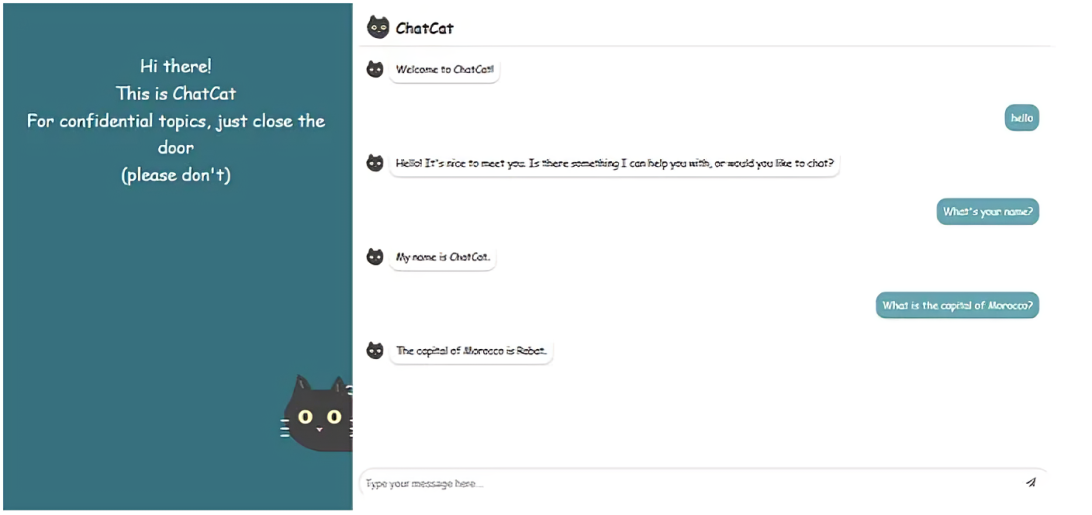 Hi there!
This is ChatCat
For confidential topics, just close the
door
(please don't)
ChatCat
Welcome to ChatCat!
hello
Hello! It's nice to meet you. Is there something I can help you with, or would you like to chat?
What's your name?
My name is ChatCat.
What is the capital of Morocco?
The capital of Morocco is Rabat.
Type your message here...